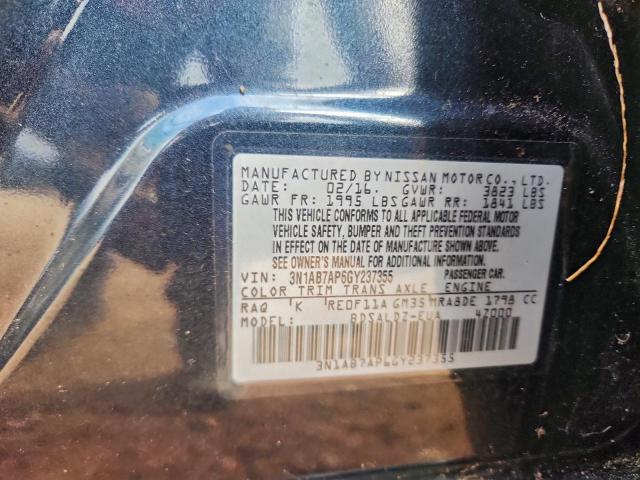 MANUFACTURED BY NISSAN MOTOR CO., LTD.
DATE: 02/16. GVWR: 3823 LBS
GAWR FR: 1995 LBS GAWR RR: 1841 LBS
THIS VEHICLE CONFORMS TO ALL APPLICABLE FEDERAL MOTOR
VEHICLE SAFETY, BUMPER AND THEFT PREVENTION STANDARDS
IN EFFECT ON THE DATE OF MANUFACTURE SHOWN ABOVE.
SEE OWNER'S MANUAL FOR ADDITIONAL INFORMATION.
VIN: 3N1AB7AP6GY237355 PASSENGER CAR.
COLOR TRIM TRANS AXLE ENGINE
RAQ K RE0F11A GM35 MRA8DE 1798 CC
MODEL: BDSALDZ-EUA 4Z000
3N1AB7AP6GY237355